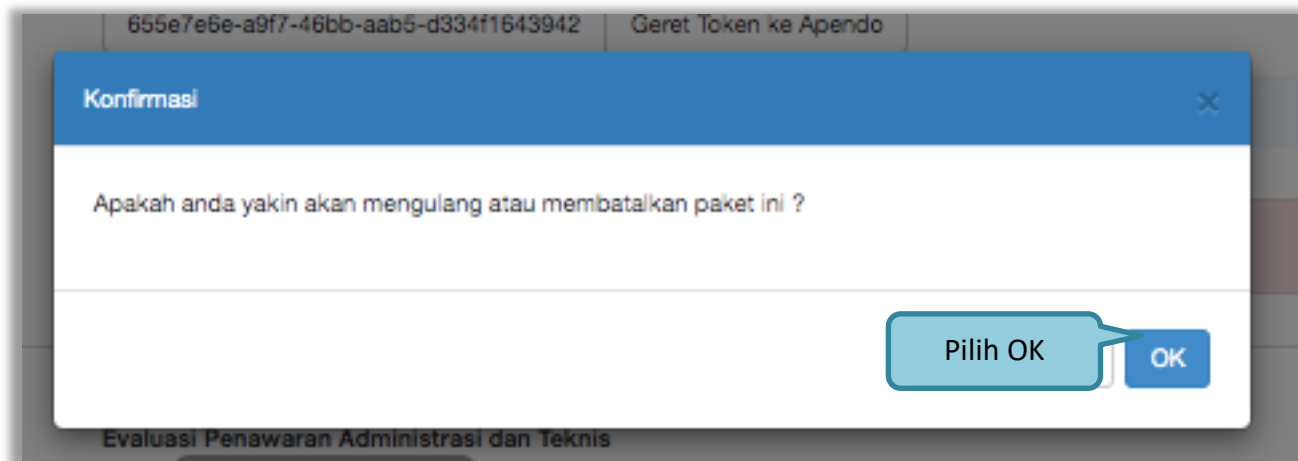 655e7e6e-a9f7-46bb-aab5-d334f1643942 Geret Token ke Apendo
Konfirmasi ×
Apakah anda yakin akan mengulang atau membatalkan paket ini ?
Pilih OK
OK
Evaluasi Penawaran Administrasi dan Teknis